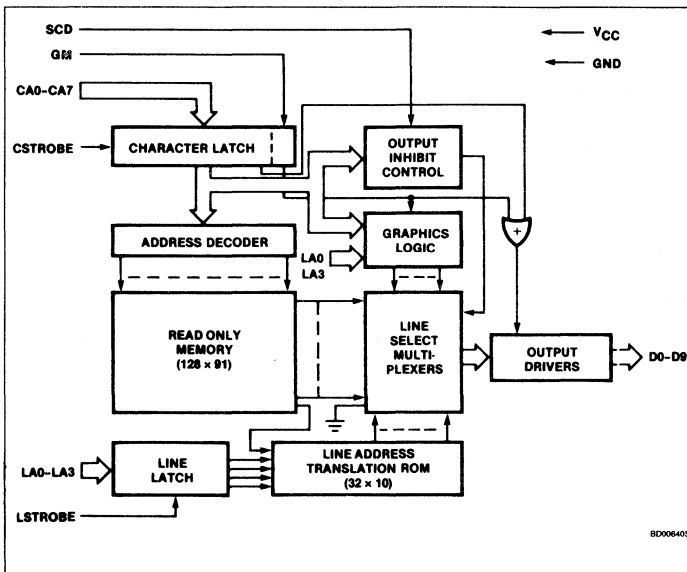 SCD
GM
CA0-CA7
CSTROBE
CHARACTER LATCH
ADDRESS DECODER
READ ONLY
MEMORY
(128 × 91)
LA0-LA3
LINE
LATCH
LSTROBE
LINE ADDRESS
TRANSLATION ROM
(32 × 10)
OUTPUT
INHIBIT
CONTROL
LA0
LA3
GRAPHICS
LOGIC
LINE
SELECT
MULTI-
PLEXERS
+
OUTPUT
DRIVERS
D0-D9
VCC
GND
BD006405